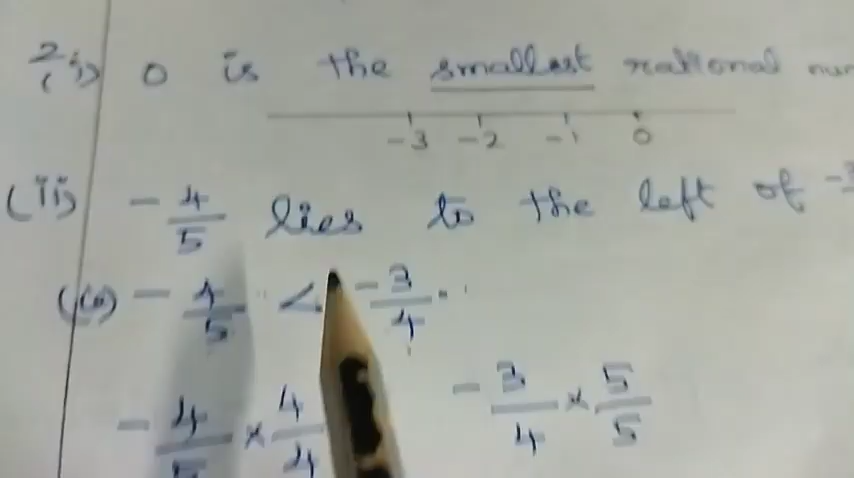 2 (i) 0 is the smallest rational
-3 -2 -1 0
(ii) -4/5 lies to the left of
-4/5 < -3/4
-4/5 × 4/4 -3/4 × 5/5